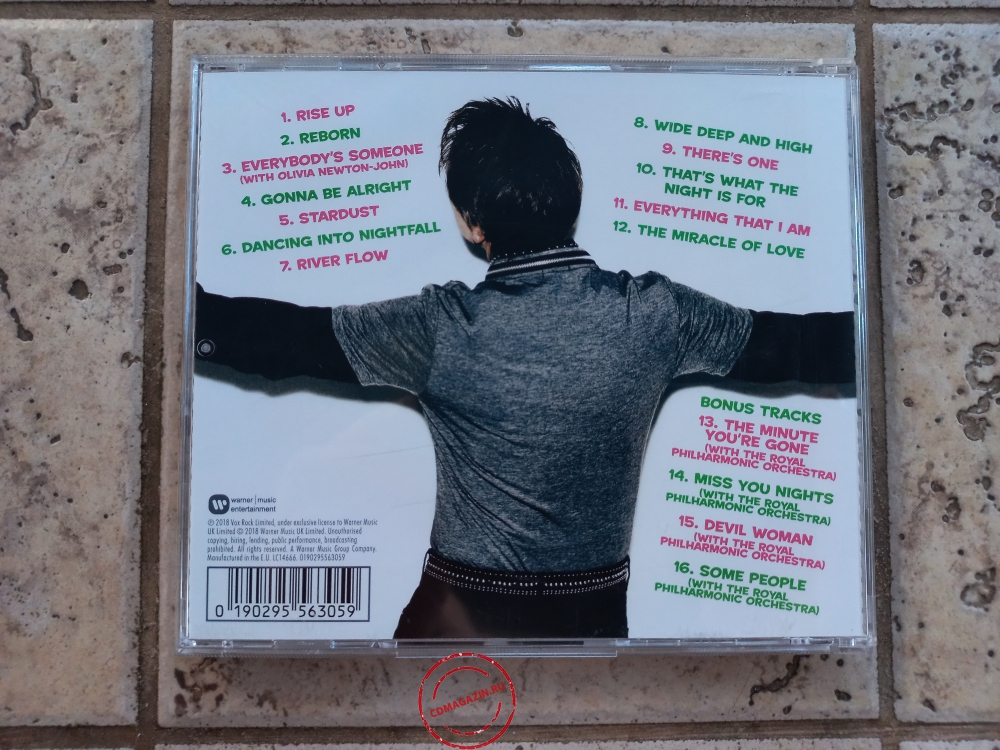 1. RISE UP
2. REBORN
3. EVERYBODY'S SOMEONE
(WITH OLIVIA NEWTON-JOHN)
4. GONNA BE ALRIGHT
5. STARDUST
6. DANCING INTO NIGHTFALL
7. RIVER FLOW
8. WIDE DEEP AND HIGH
9. THERE'S ONE
10. THAT'S WHAT THE
NIGHT IS FOR
11. EVERYTHING THAT I AM
12. THE MIRACLE OF LOVE
BONUS TRACKS
13. THE MINUTE
YOU'RE GONE
(WITH THE ROYAL
PHILHARMONIC ORCHESTRA)
14. MISS YOU NIGHTS
(WITH THE ROYAL
PHILHARMONIC ORCHESTRA)
15. DEVIL WOMAN
(WITH THE ROYAL
PHILHARMONIC ORCHESTRA)
16. SOME PEOPLE
(WITH THE ROYAL
PHILHARMONIC ORCHESTRA)
warner music
entertainment
℗ 2018 Vox Rock Limited, under exclusive license to Warner Music
UK Limited © 2018 Warner Music UK Limited. Unauthorised
copying, hiring, lending, public performance, broadcasting
prohibited. All rights reserved. A Warner Music Group Company.
Manufactured in the E.U. LC14666. 0190295563059
0 190295 563059
CDMAGAZIN.RU